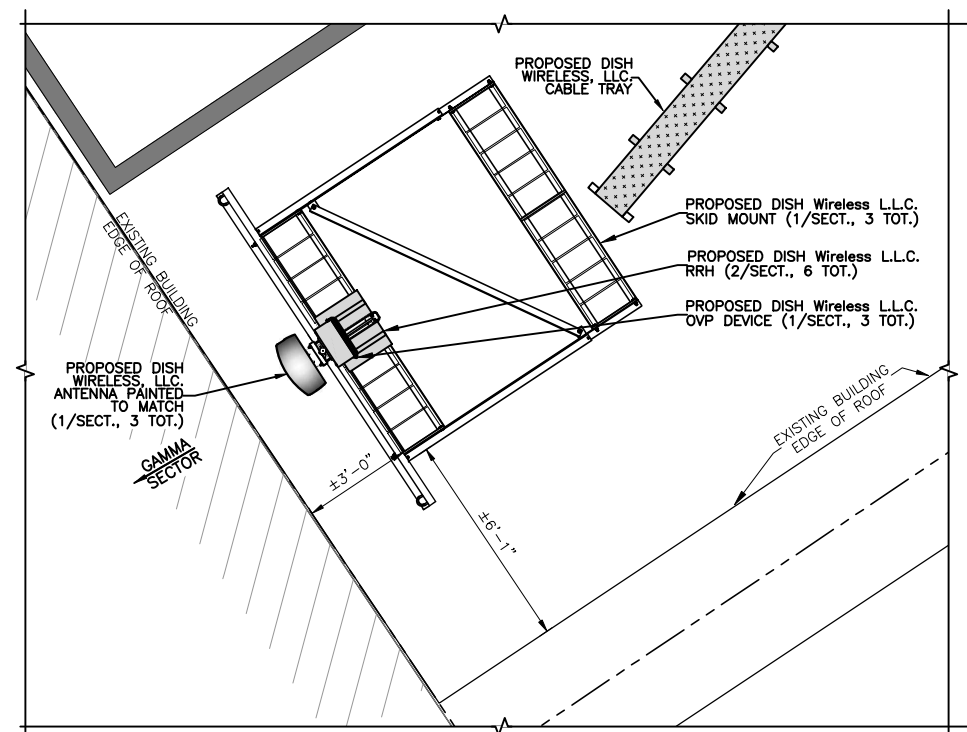 PROPOSED DISH
WIRELESS, LLC.
CABLE TRAY
PROPOSED DISH Wireless L.L.C.
SKID MOUNT (1/SECT., 3 TOT.)
PROPOSED DISH Wireless L.L.C.
RRH (2/SECT., 6 TOT.)
PROPOSED DISH Wireless L.L.C.
OVP DEVICE (1/SECT., 3 TOT.)
EXISTING BUILDING
EDGE OF ROOF
PROPOSED DISH
WIRELESS, LLC.
ANTENNA PAINTED
TO MATCH
(1/SECT., 3 TOT.)
GAMMA
SECTOR
±3'-0"
±6'-1"
EXISTING BUILDING
EDGE OF ROOF